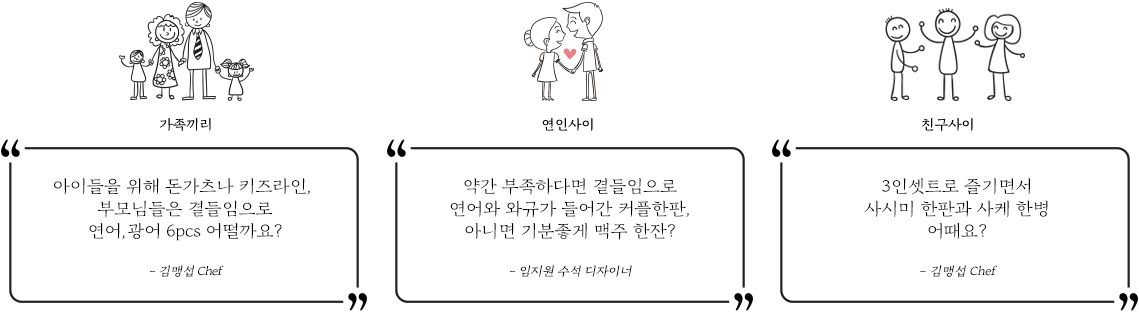 가족끼리
아이들을 위해 돈가츠나 키즈라인,
부모님들은 곁들임으로
연어,광어 6pcs 어떨까요?
- 김맹섭 Chef
연인사이
약간 부족하다면 곁들임으로
연어와 와규가 들어간 커플한판,
아니면 기분좋게 맥주 한잔?
- 임지원 수석 디자이너
친구사이
3인셋트로 즐기면서
사시미 한판과 사케 한병
어때요?
- 김맹섭 Chef